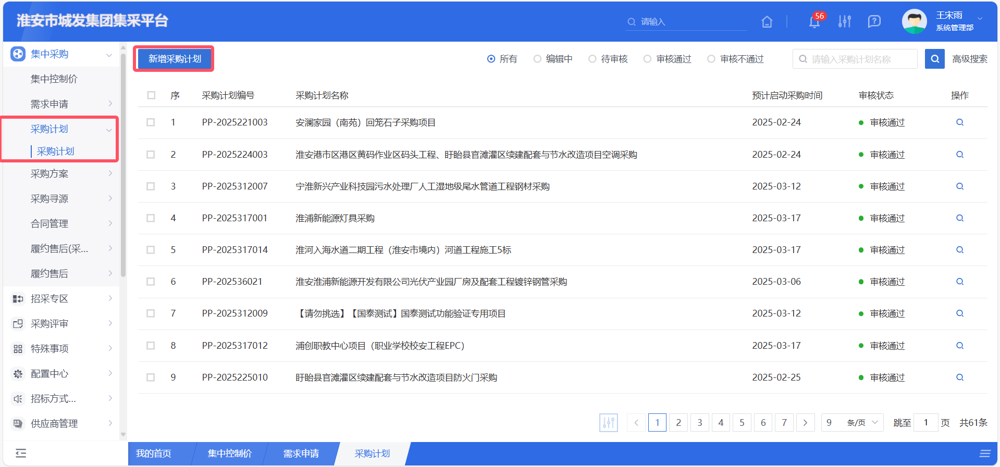 淮安市城发集团集采平台
请输入
56
王宋雨
系统管理部
集中采购
集中控制价
需求申请
采购计划
采购计划
采购方案
采购寻源
合同管理
履约售后(采...
履约售后
招采专区
采购评审
特殊事项
配置中心
招标方式...
供应商管理
新增采购计划
所有 编辑中 待审核 审核通过 审核不通过
请输入采购计划名称
高级搜索
序 采购计划编号 采购计划名称 预计启动采购时间 审核状态 操作
1 PP-2025221003 安澜家园（南苑）回笼石子采购项目 2025-02-24 审核通过
2 PP-2025224003 淮安港市区港区黄码作业区码头工程、盱眙县官滩灌区续建配套与节水改造项目空调采购 2025-02-24 审核通过
3 PP-2025312007 宁淮新兴产业科技园污水处理厂人工湿地级尾水管道工程钢材采购 2025-03-12 审核通过
4 PP-2025317001 淮浦新能源灯具采购 2025-03-17 审核通过
5 PP-2025317014 淮河入海水道二期工程（淮安市境内）河道工程施工5标 2025-03-17 审核通过
6 PP-202536021 淮安淮浦新能源开发有限公司光伏产业园厂房及配套工程镀锌钢管采购 2025-03-06 审核通过
7 PP-2025312009 【请勿挑选】【国泰测试】国泰测试功能验证专用项目 2025-03-12 审核通过
8 PP-2025317012 浦创职教中心项目（职业学校校安工程EPC） 2025-03-17 审核通过
9 PP-2025225010 盱眙县官滩灌区续建配套与节水改造项目防火门采购 2025-02-25 审核通过
1 2 3 4 5 6 7 9 条/页 跳至 1 页 共61条
我的首页 集中控制价 需求申请 采购计划